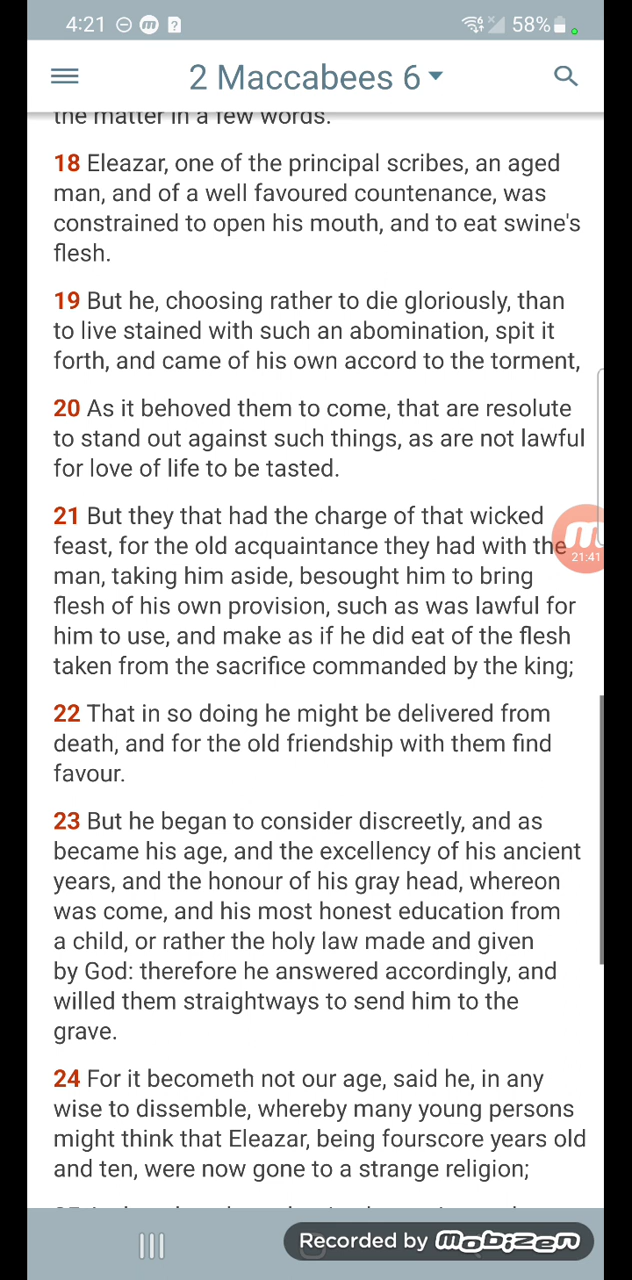 4:21
58%
2 Maccabees 6
the matter in a few words.
18 Eleazar, one of the principal scribes, an aged
man, and of a well favoured countenance, was
constrained to open his mouth, and to eat swine's
flesh.
19 But he, choosing rather to die gloriously, than
to live stained with such an abomination, spit it
forth, and came of his own accord to the torment,
20 As it behoved them to come, that are resolute
to stand out against such things, as are not lawful
for love of life to be tasted.
21 But they that had the charge of that wicked
feast, for the old acquaintance they had with the
man, taking him aside, besought him to bring
flesh of his own provision, such as was lawful for
him to use, and make as if he did eat of the flesh
taken from the sacrifice commanded by the king;
21:41
22 That in so doing he might be delivered from
death, and for the old friendship with them find
favour.
23 But he began to consider discreetly, and as
became his age, and the excellency of his ancient
years, and the honour of his gray head, whereon
was come, and his most honest education from
a child, or rather the holy law made and given
by God: therefore he answered accordingly, and
willed them straightways to send him to the
grave.
24 For it becometh not our age, said he, in any
wise to dissemble, whereby many young persons
might think that Eleazar, being fourscore years old
and ten, were now gone to a strange religion;
Recorded by mobizen